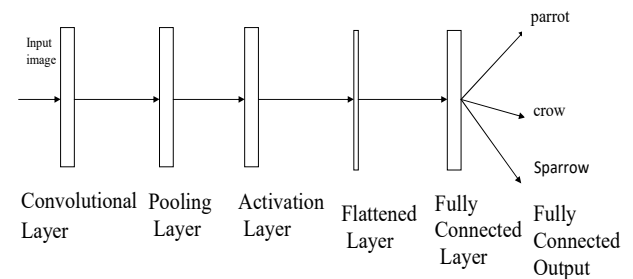 Input
image
parrot
crow
Sparrow
Convolutional
Layer
Pooling
Layer
Activation
Layer
Flattened
Layer
Fully
Connected
Layer
Fully
Connected
Output